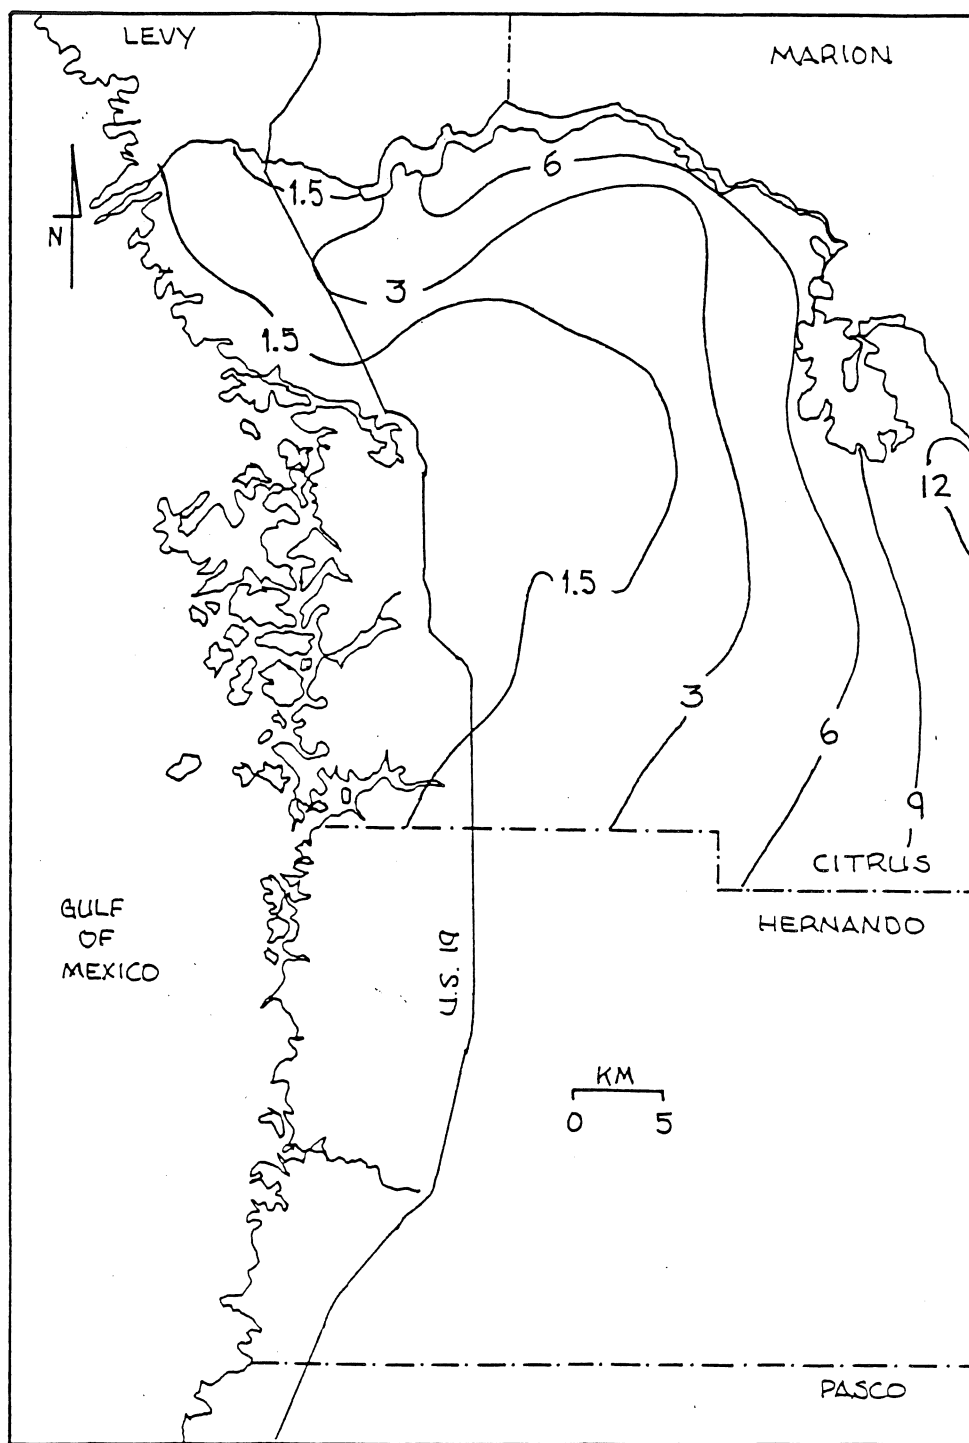 LEVY
MARION
N
1.5
6
3
1.5
12
1.5
3
6
9
CITRUS
HERNANDO
GULF
OF
MEXICO
U.S. 19
KM
0 5
PASCO